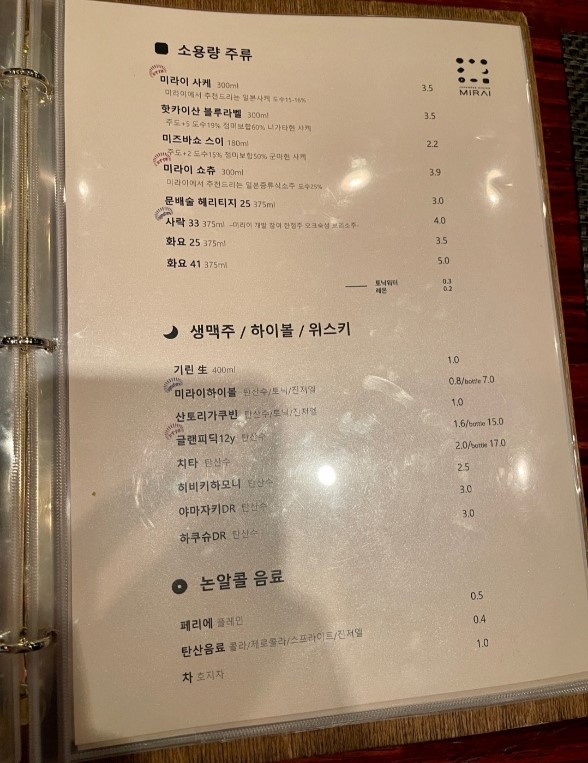 소용량 주류
MIRAI
미라이 사케 300ml 3.5
미라이에서 추천드리는 일본사케 도수15-16%
핫카이산 블루라벨 300ml 3.5
주도+5 도수19% 정미보합60% 니가타현 사케
미즈바쇼 스이 180ml 2.2
주도+2 도수15% 정미보합50% 군마현 사케
미라이 쇼츄 300ml 3.9
미라이에서 추천드리는 일본증류식소주 도수25%
문배술 헤리티지 25 375ml 3.0
사락 33 375ml -미라이 개발 참여 안정주 오크숙성 보리소주- 4.0
화요 25 375ml 3.5
화요 41 375ml 5.0
토닉워터 0.3
레몬 0.2
생맥주 / 하이볼 / 위스키
기린 生 400ml 1.0
미라이하이볼 탄산수/토닉/진저엘 0.8/bottle 7.0
산토리가쿠빈 탄산수/토닉/진저엘 1.0
글랜피딕12y 탄산수 1.6/bottle 15.0
치타 탄산수 2.0/bottle 17.0
히비키하모니 탄산수 2.5
야마자키DR 탄산수 3.0
하쿠슈DR 탄산수 3.0
논알콜 음료
페리에 플레인 0.5
탄산음료 콜라/제로콜라/스프라이트/진저엘 0.4
차 호지차 1.0